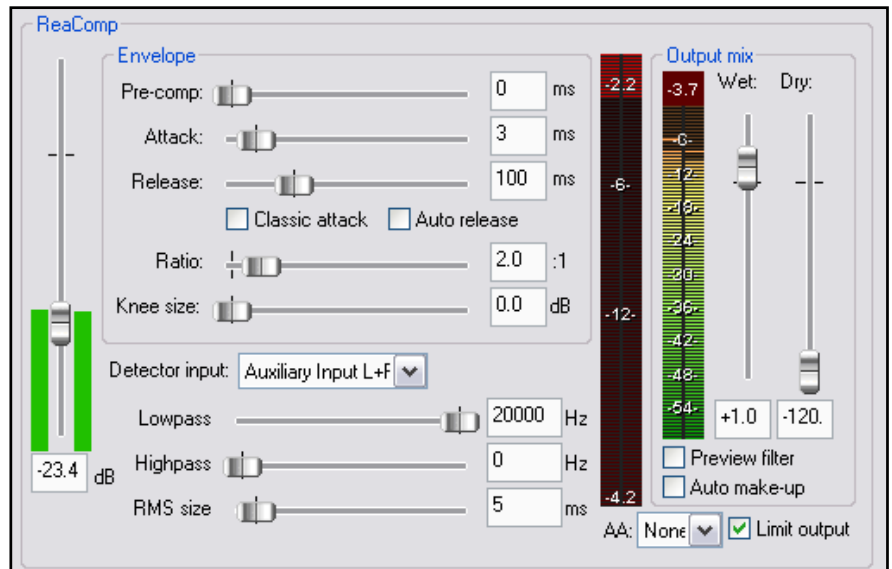 ReaComp
Envelope
Pre-comp: 0 ms
Attack: 3 ms
Release: 100 ms
Classic attack Auto release
Ratio: 2.0 :1
Knee size: 0.0 dB
Detector input: Auxiliary Input L+F
Lowpass 20000 Hz
Highpass 0 Hz
RMS size 5 ms
-23.4 dB
-2.2
-6-
-12-
-4.2
Output mix
-3.7
-6-
-12-
-18-
-24-
-30-
-36-
-42-
-48-
-54-
Wet: Dry:
+1.0 -120.
Preview filter
Auto make-up
AA: None Limit output